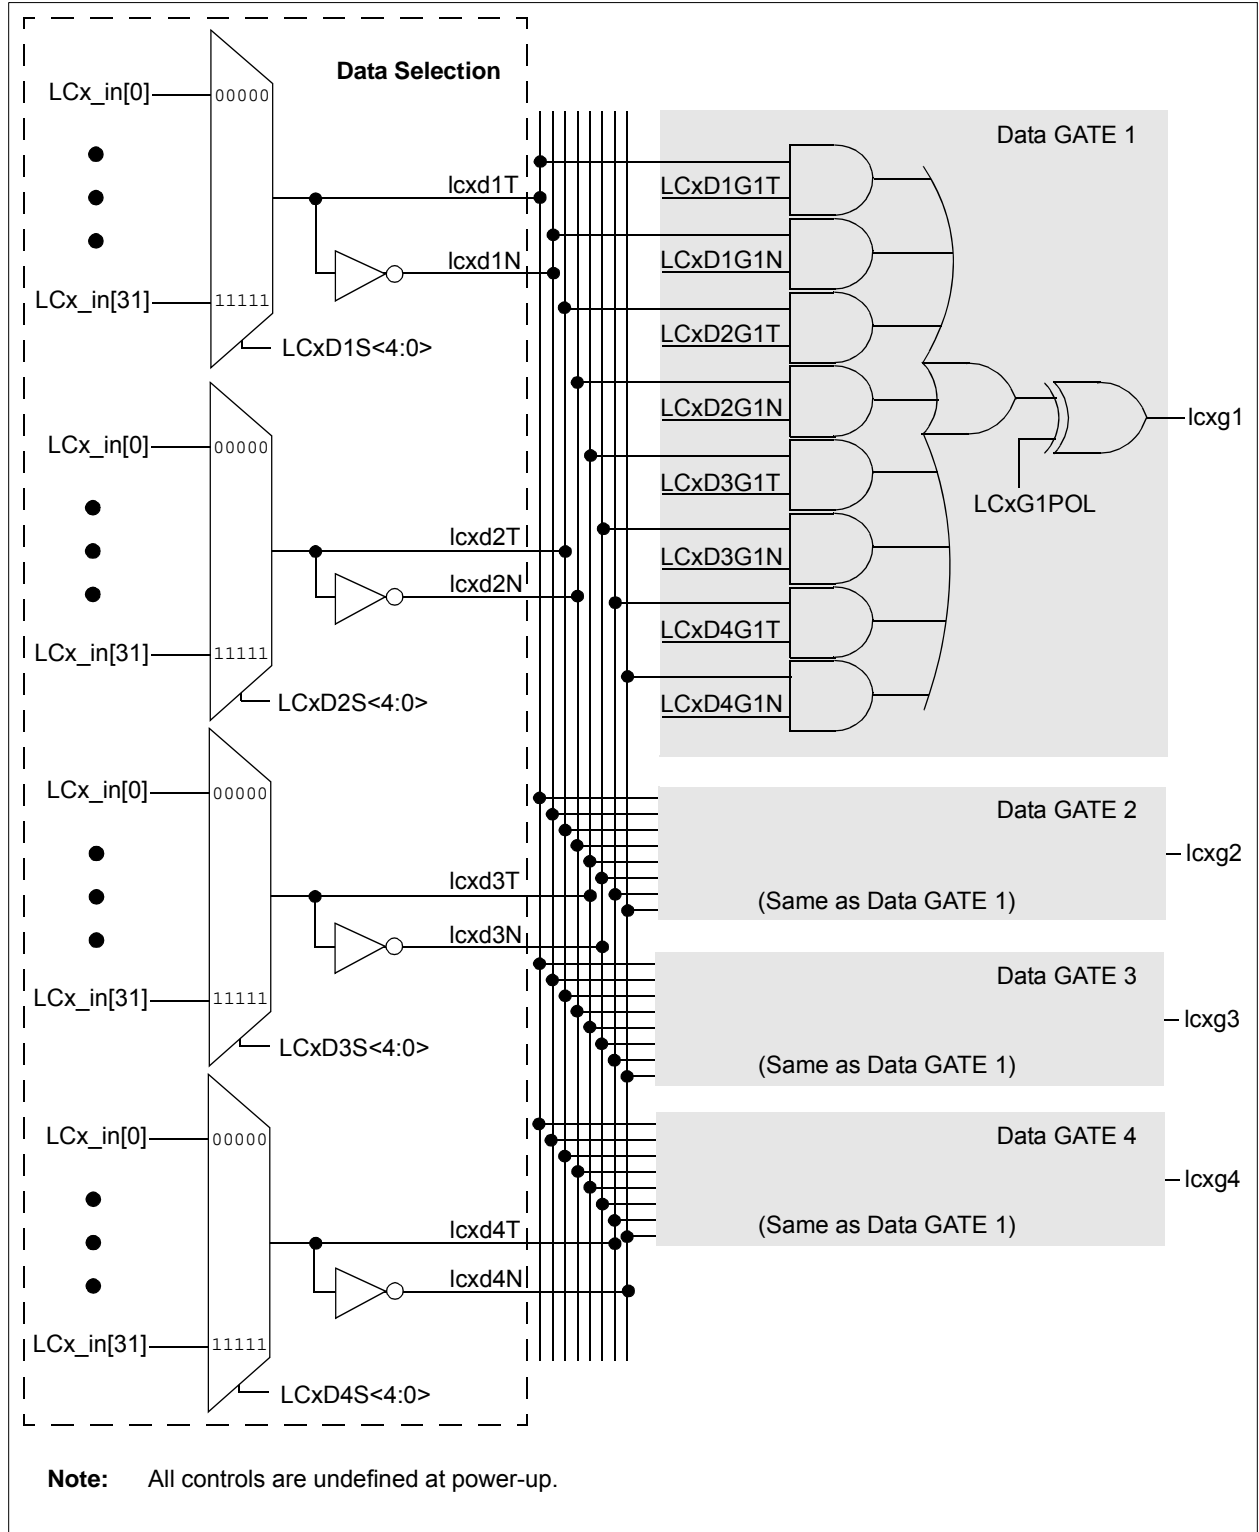 Data Selection
LCx_in[0]
00000
LCx_in[31]
11111
LCxD1S<4:0>
lcxd1T
lcxd1N
LCx_in[0]
00000
LCx_in[31]
11111
LCxD2S<4:0>
lcxd2T
lcxd2N
LCx_in[0]
00000
LCx_in[31]
11111
LCxD3S<4:0>
lcxd3T
lcxd3N
LCx_in[0]
00000
LCx_in[31]
11111
LCxD4S<4:0>
lcxd4T
lcxd4N
Data GATE 1
LCxD1G1T
LCxD1G1N
LCxD2G1T
LCxD2G1N
LCxD3G1T
LCxD3G1N
LCxD4G1T
LCxD4G1N
LCxG1POL
lcxg1
Data GATE 2
(Same as Data GATE 1)
lcxg2
Data GATE 3
(Same as Data GATE 1)
lcxg3
Data GATE 4
(Same as Data GATE 1)
lcxg4
Note: All controls are undefined at power-up.